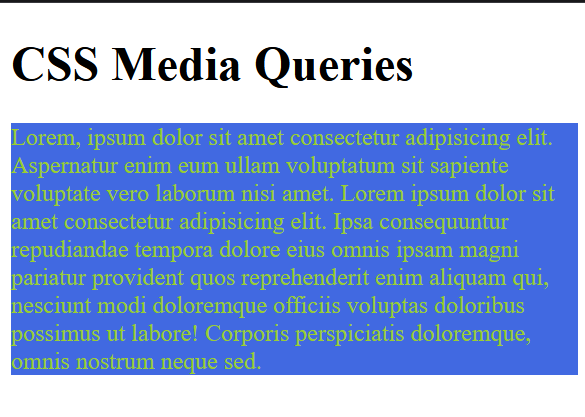 CSS Media Queries
Lorem, ipsum dolor sit amet consectetur adipisicing elit.
Aspernatur enim eum ullam voluptatum sit sapiente
voluptate vero laborum nisi amet. Lorem ipsum dolor sit
amet consectetur adipisicing elit. Ipsa consequuntur
repudiandae tempora dolore eius omnis ipsam magni
pariatur provident quos reprehenderit enim aliquam qui,
nesciunt modi doloremque officiis voluptas doloribus
possimus ut labore! Corporis perspiciatis doloremque,
omnis nostrum neque sed.